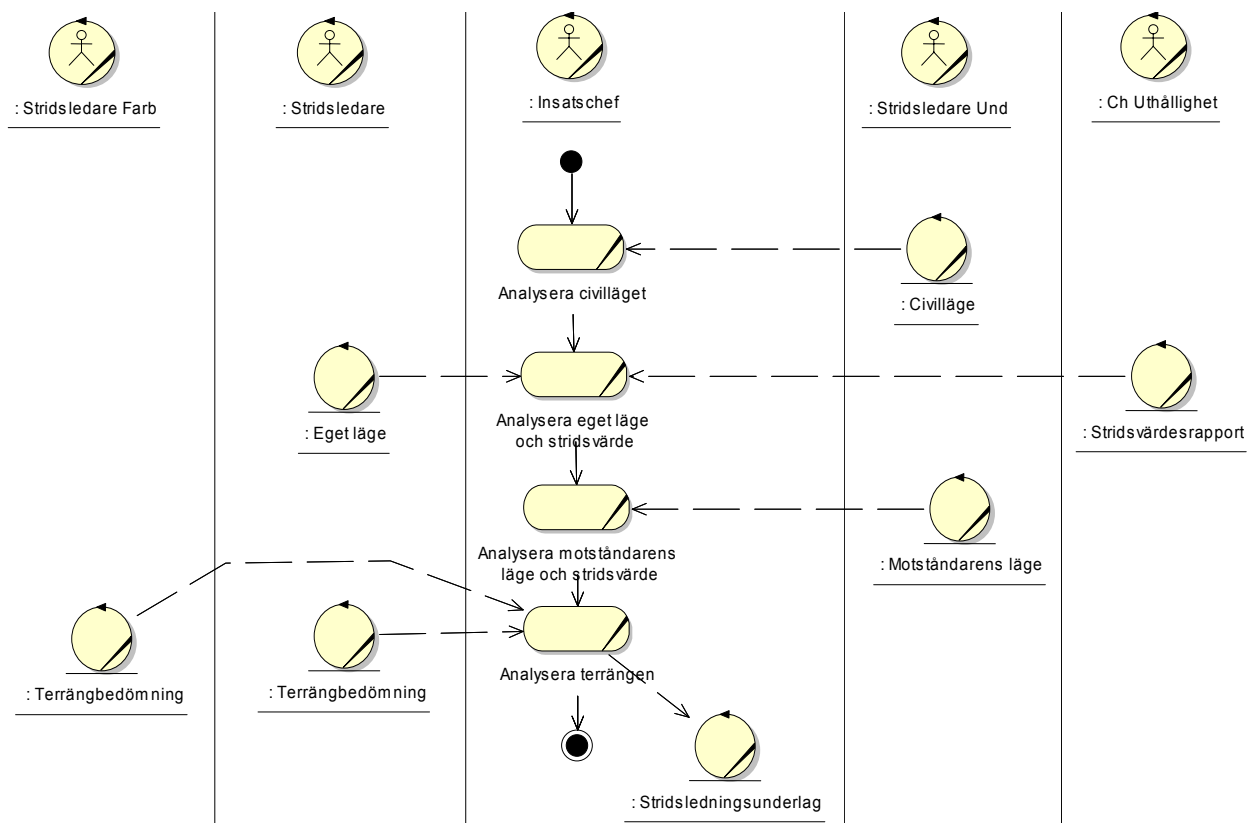 : Stridsledare Farb
: Stridsledare
: Insatschef
: Stridsledare Und
: Ch Uthållighet
Analysera civilläget
: Civilläge
Analysera eget läge
och stridsvärde
: Eget läge
: Stridsvärdesrapport
Analysera motståndarens
läge och stridsvärde
: Motståndarens läge
: Terrängbedömning
: Terrängbedömning
Analysera terrängen
: Stridsledningsunderlag